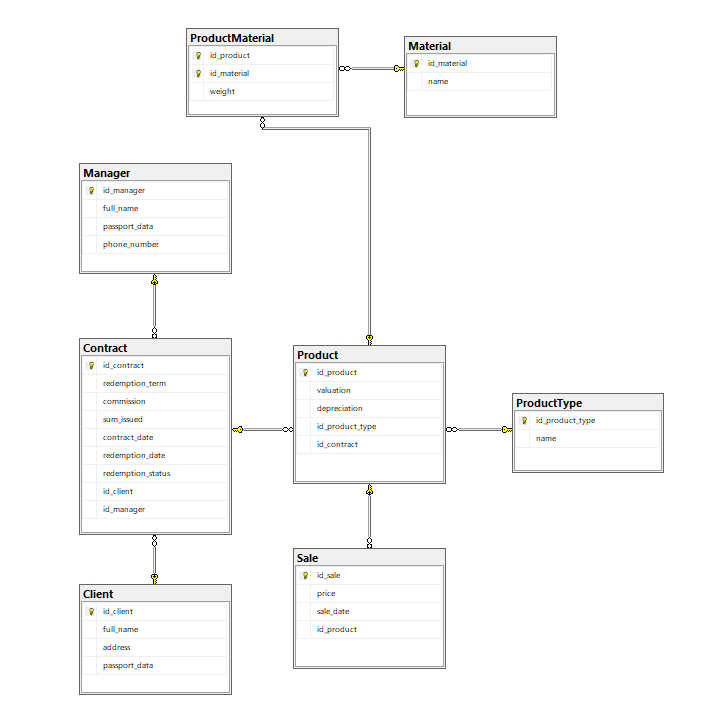 ProductMaterial
id_product
id_material
weight
Material
id_material
name
Manager
id_manager
full_name
passport_data
phone_number
Contract
id_contract
redemption_term
commission
sum_issued
contract_date
redemption_date
redemption_status
id_client
id_manager
Product
id_product
valuation
depreciation
id_product_type
id_contract
ProductType
id_product_type
name
Client
id_client
full_name
address
passport_data
Sale
id_sale
price
sale_date
id_product